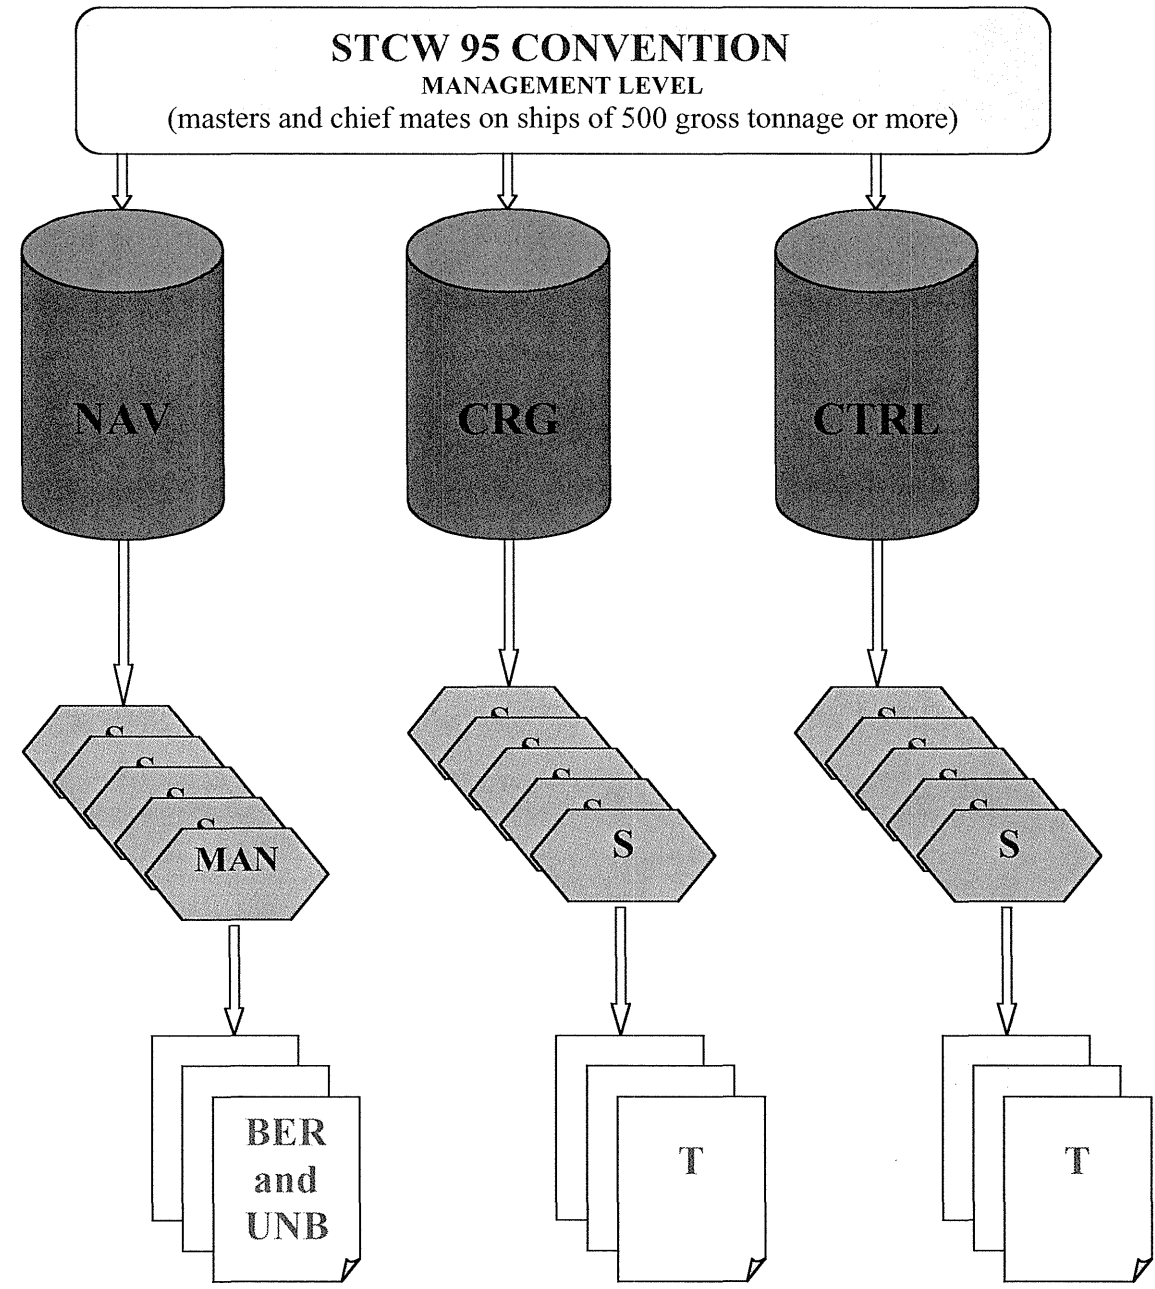 STCW 95 CONVENTION
MANAGEMENT LEVEL
(masters and chief mates on ships of 500 gross tonnage or more)
NAV
CRG
CTRL
S
S
S
S
MAN
S
S
S
S
S
S
S
S
S
S
BER
and
UNB
T
T